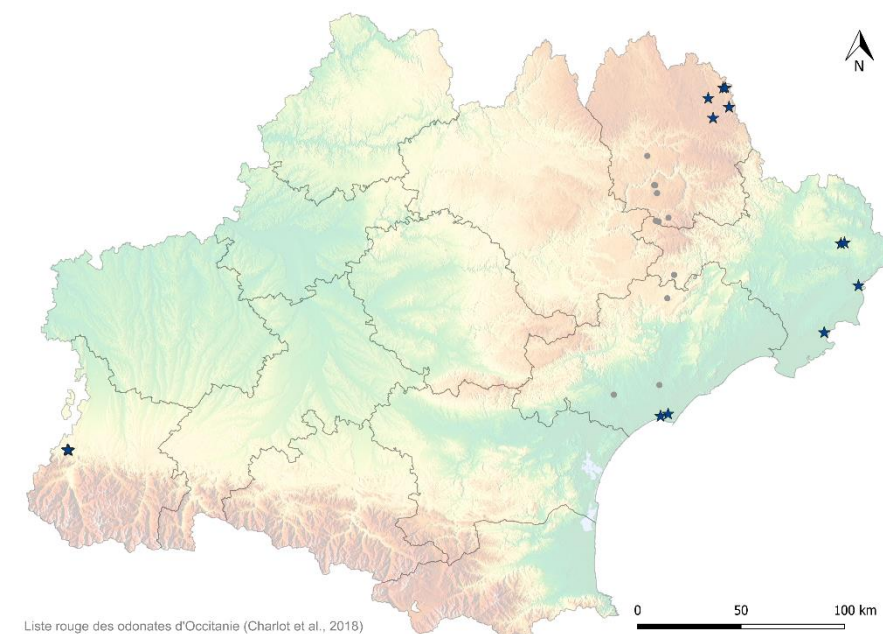 N
0 50 100 km
Liste rouge des odonates d'Occitanie (Charlot et al., 2018)